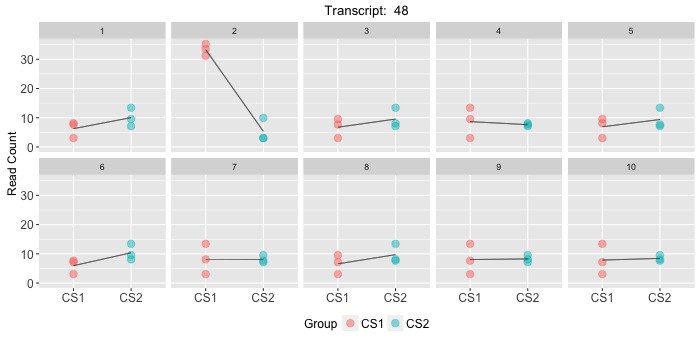 Transcript: 48
1 2 3 4 5
30
20
10
0
Read Count
6 7 8 9 10
30
20
10
0
CS1 CS2 CS1 CS2 CS1 CS2 CS1 CS2 CS1 CS2
Group CS1 CS2